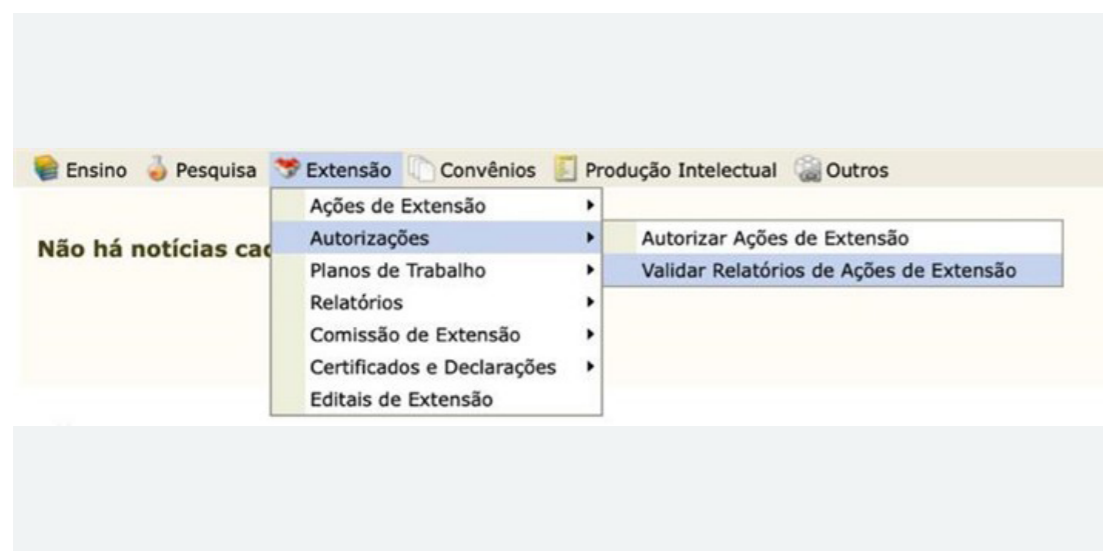 Ensino Pesquisa Extensão Convênios Produção Intelectual Outros
Não há notícias
Ações de Extensão
Autorizações
Planos de Trabalho
Relatórios
Comissão de Extensão
Certificados e Declarações
Editais de Extensão
Autorizar Ações de Extensão
Validar Relatórios de Ações de Extensão